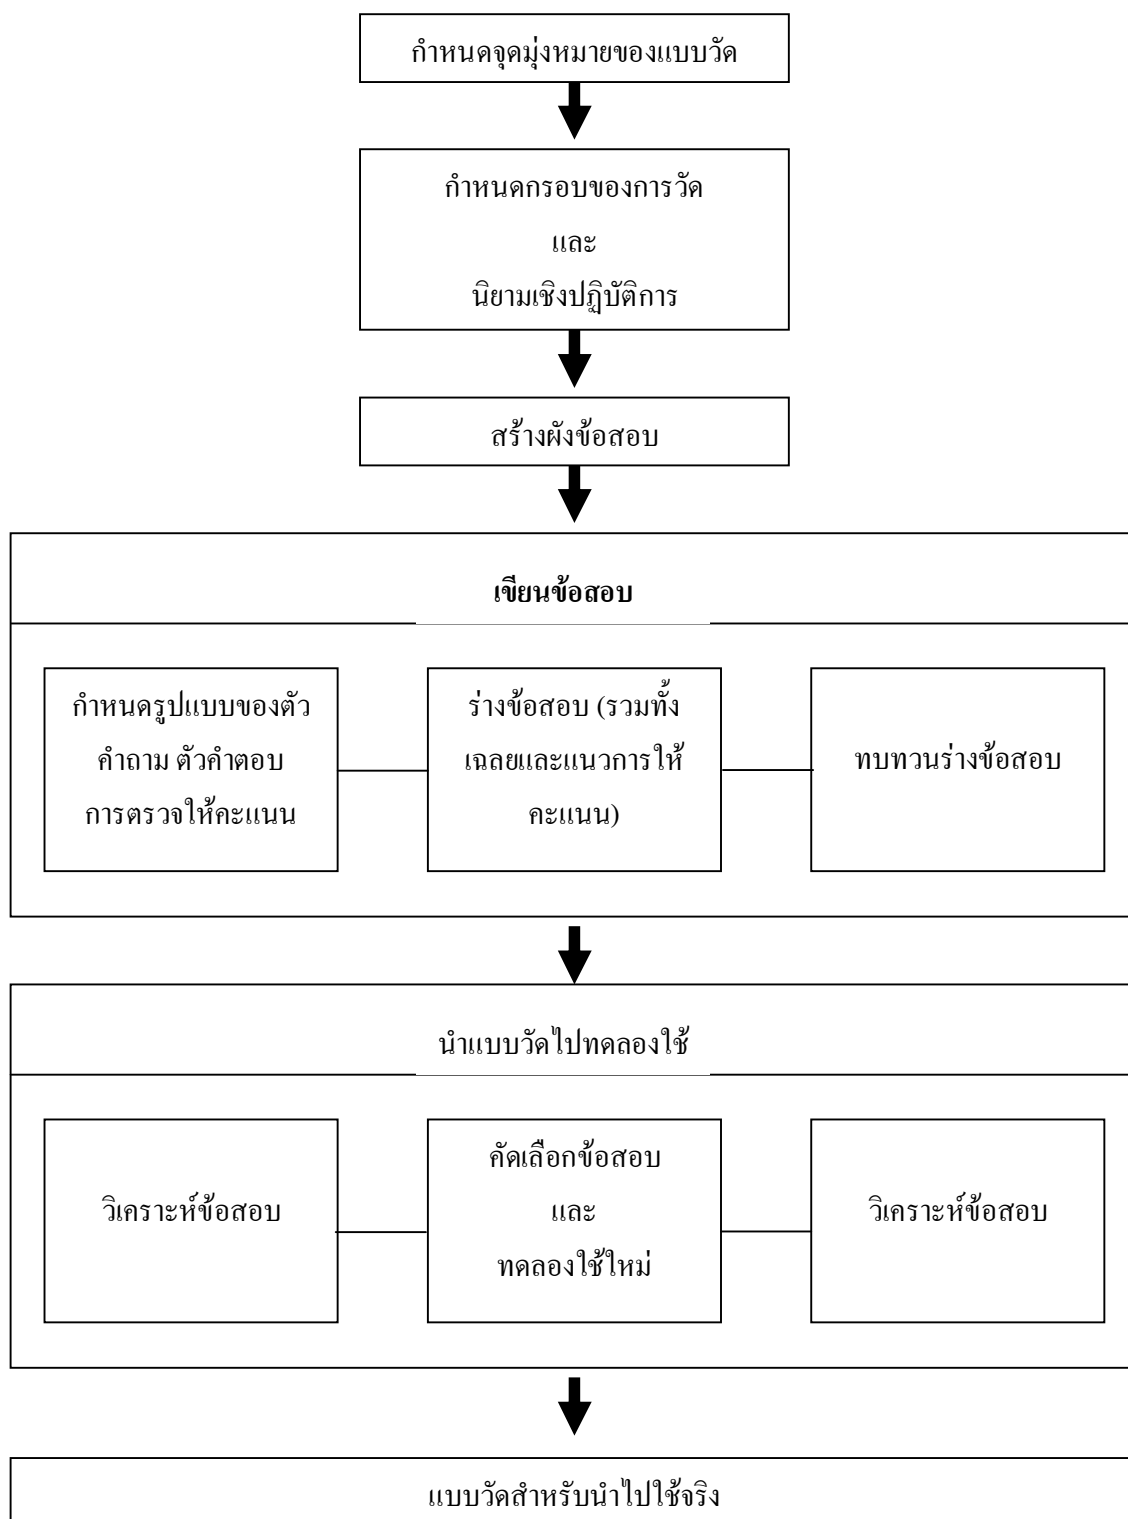 กำหนดจุดมุ่งหมายของแบบวัด
กำหนดกรอบของการวัด
และ
นิยามเชิงปฏิบัติการ
สร้างผังข้อสอบ
เขียนข้อสอบ
กำหนดรูปแบบของตัว
คำถาม ตัวคำตอบ
การตรวจให้คะแนน
ร่างข้อสอบ (รวมทั้ง
เฉลยและแนวการให้
คะแนน)
ทบทวนร่างข้อสอบ
นำแบบวัดไปทดลองใช้
วิเคราะห์ข้อสอบ
คัดเลือกข้อสอบ
และ
ทดลองใช้ใหม่
วิเคราะห์ข้อสอบ
แบบวัดสำหรับนำไปใช้จริง